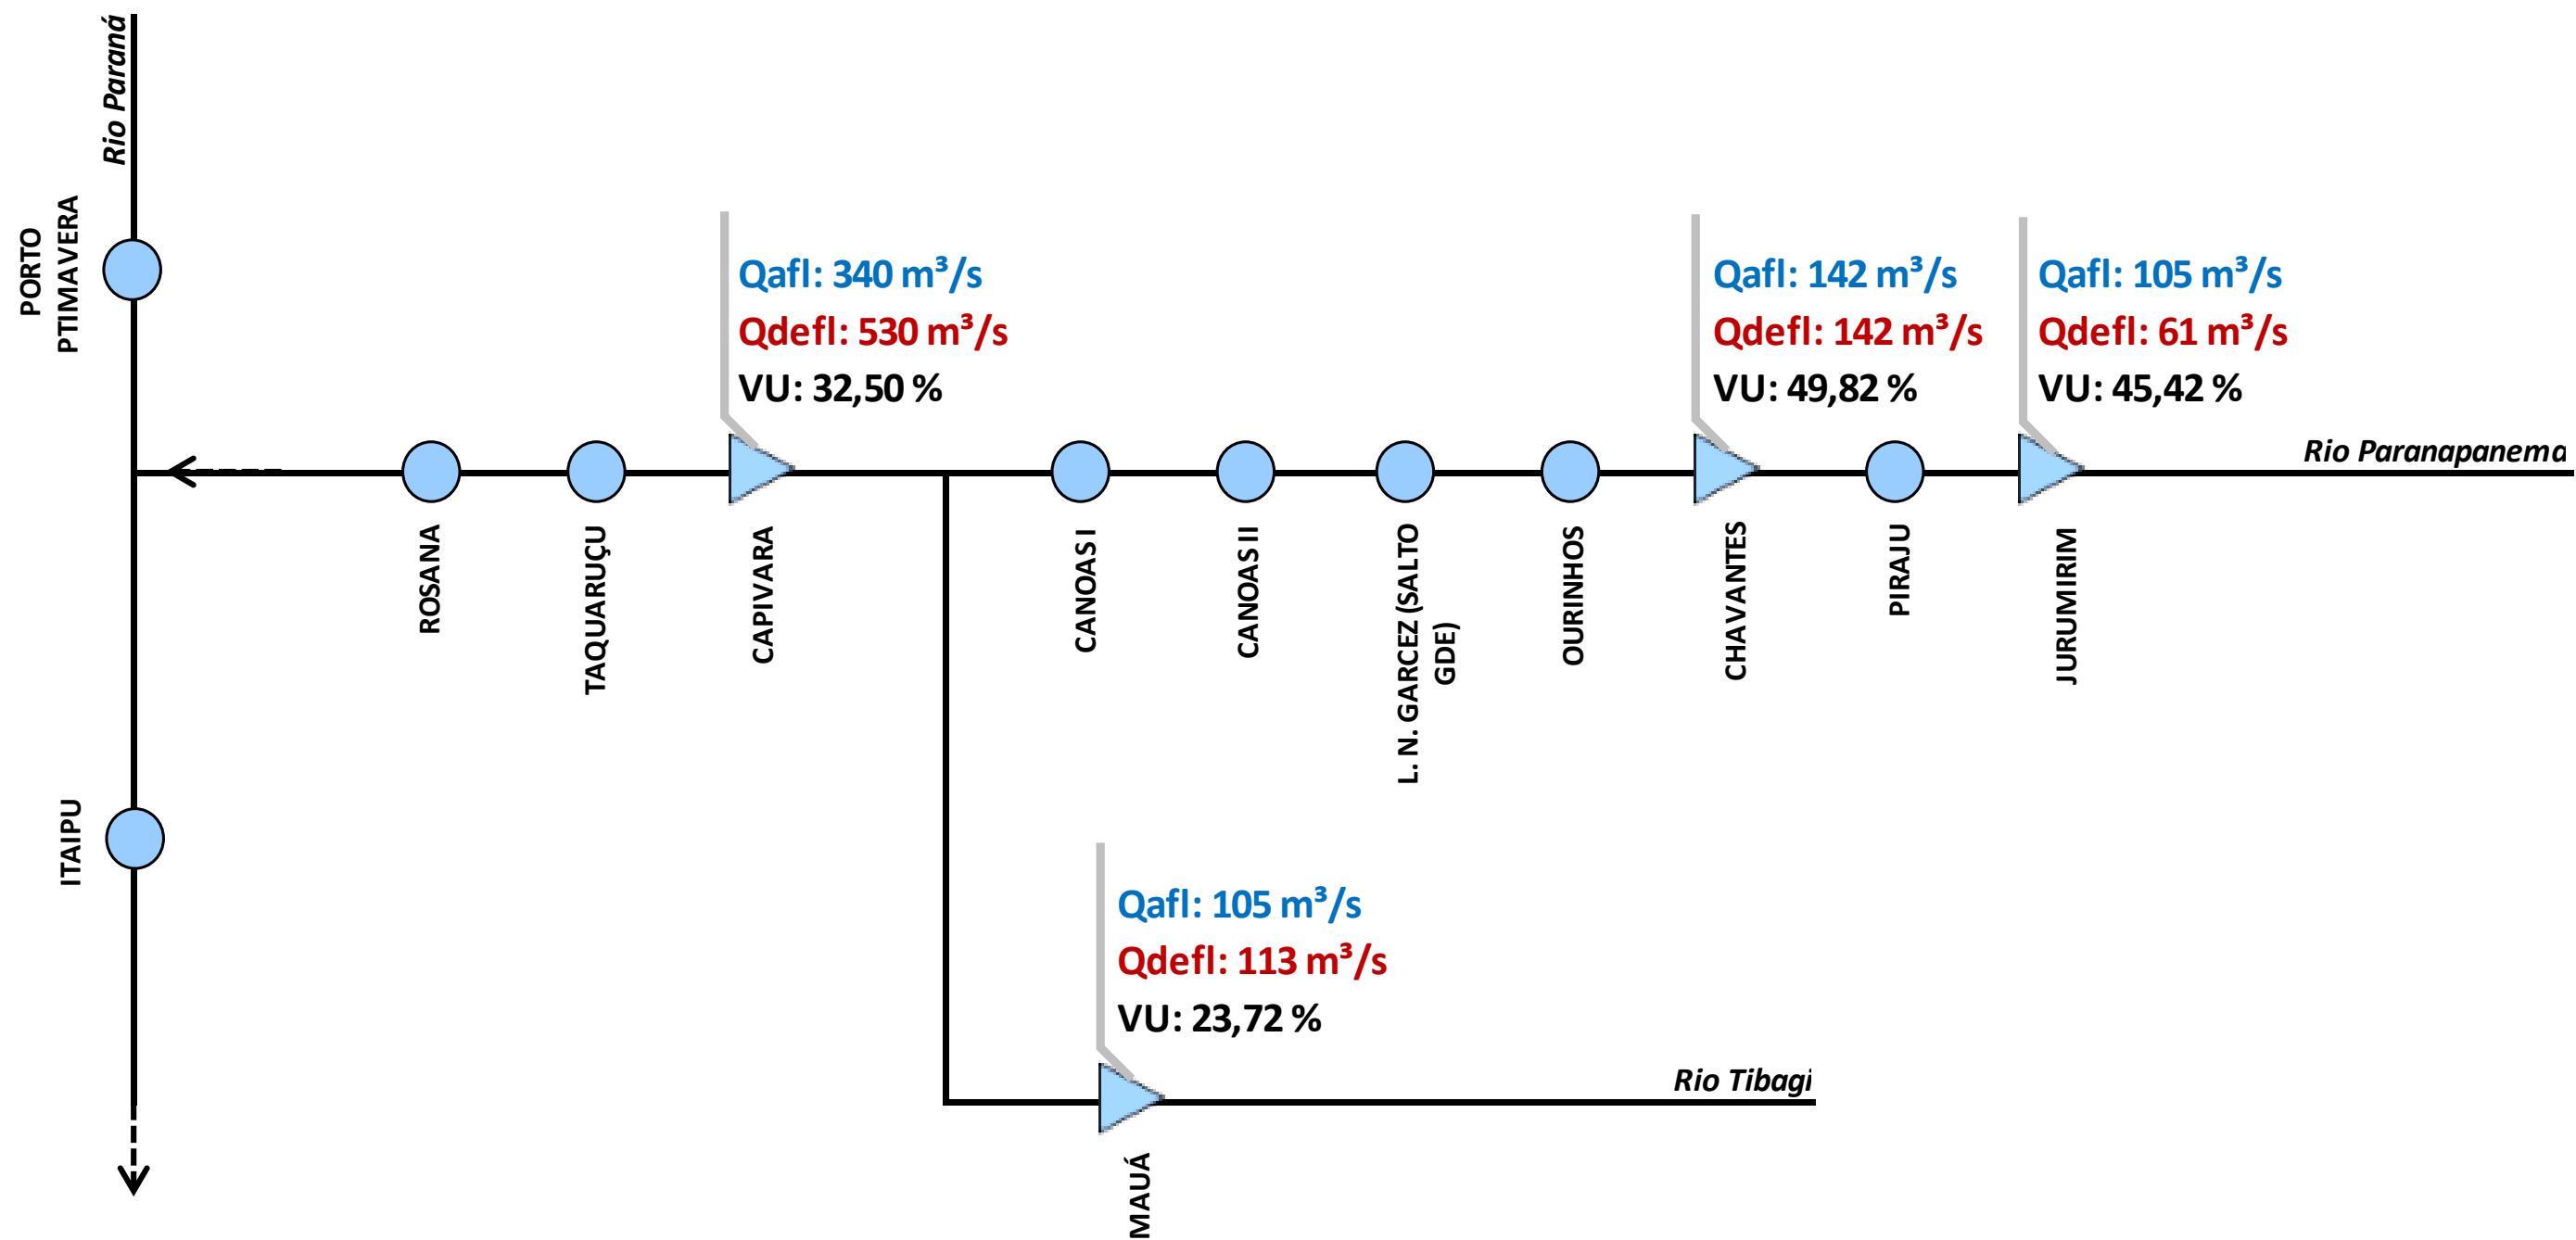 Rio Paraná
PORTO
PTIMAVERA
Qafl: 340 m³/s
Qdefl: 530 m³/s
VU: 32,50 %
Qafl: 142 m³/s
Qdefl: 142 m³/s
VU: 49,82 %
Qafl: 105 m³/s
Qdefl: 61 m³/s
VU: 45,42 %
Rio Paranapanema
ROSANA
TAQUARUÇU
CAPIVARA
CANOAS I
CANOAS II
L. N. GARCEZ (SALTO
GDE)
OURINHOS
CHAVANTES
PIRAJU
JURUMIRIM
ITAIPU
Qafl: 105 m³/s
Qdefl: 113 m³/s
VU: 23,72 %
Rio Tibagi
MAUÁ